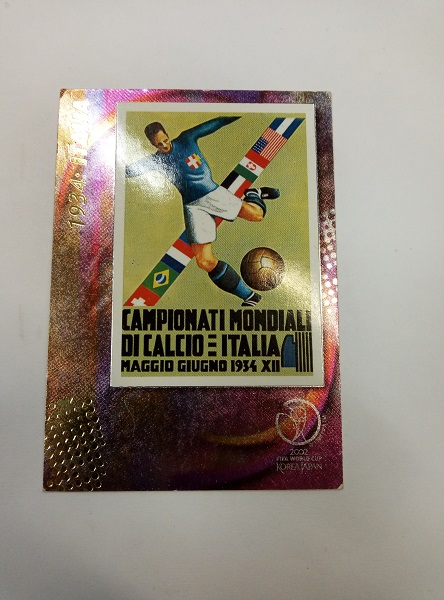 1934·ITALIA
CAMPIONATI MONDIALI
DI CALCIO E ITALIA
MAGGIO GIUGNO 1934 XII
2002
FIFA WORLD CUP
KOREA JAPAN